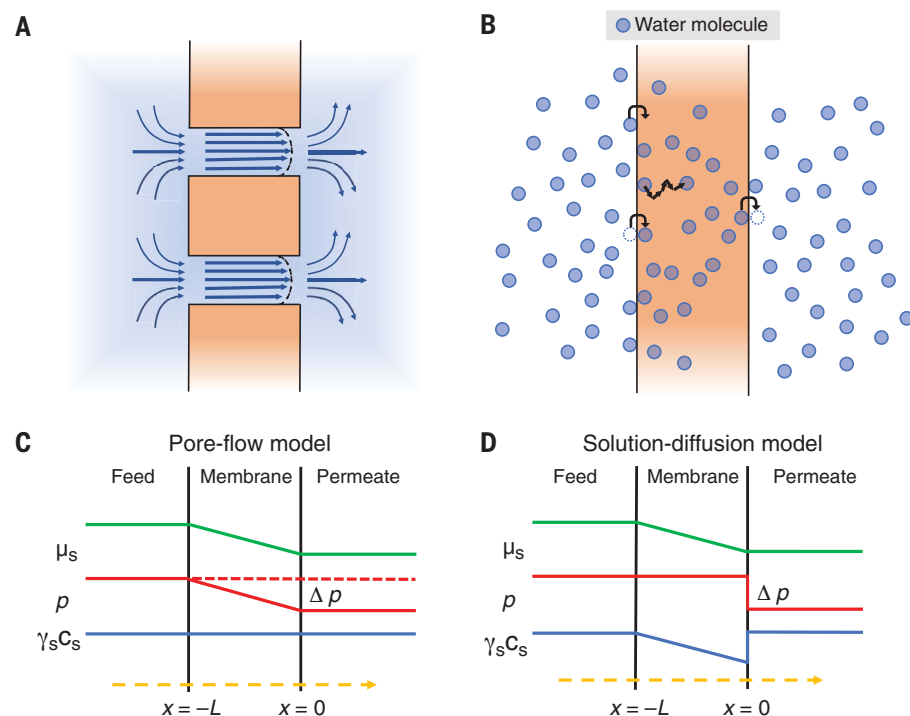 A
B
Water molecule
C
Pore-flow model
Feed
Membrane
Permeate
μs
p
Δ p
γscs
x = –L
x = 0
D
Solution-diffusion model
Feed
Membrane
Permeate
μs
p
Δ p
γscs
x = –L
x = 0